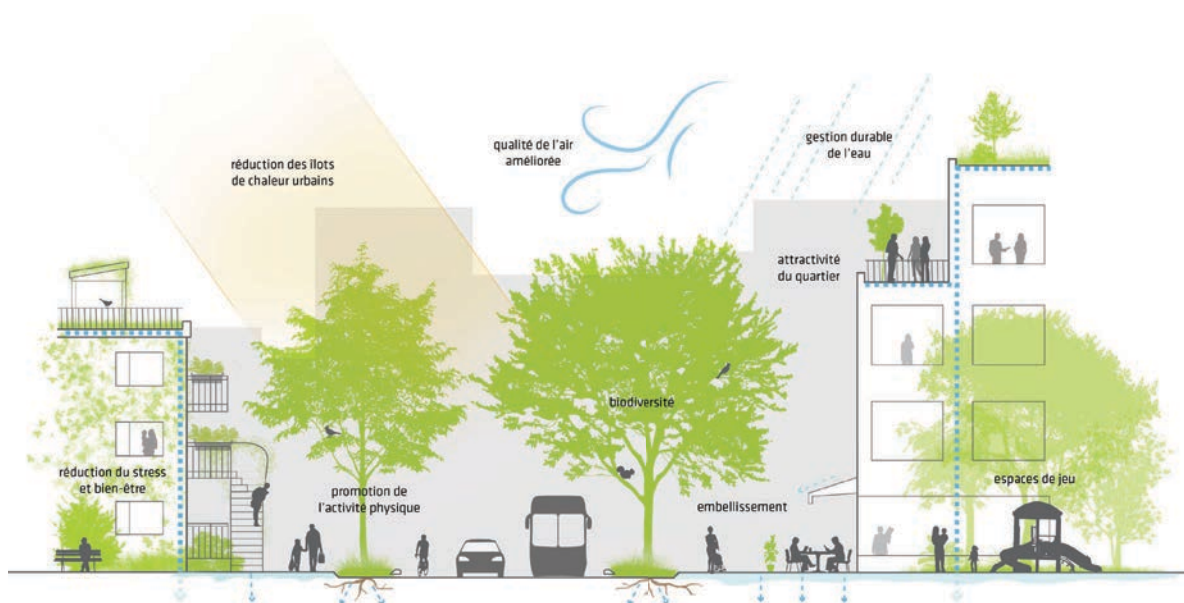 réduction des îlots
de chaleur urbains
qualité de l'air
améliorée
gestion durable
de l'eau
attractivité
du quartier
biodiversité
réduction du stress
et bien-être
promotion de
l'activité physique
embellissement
espaces de jeu